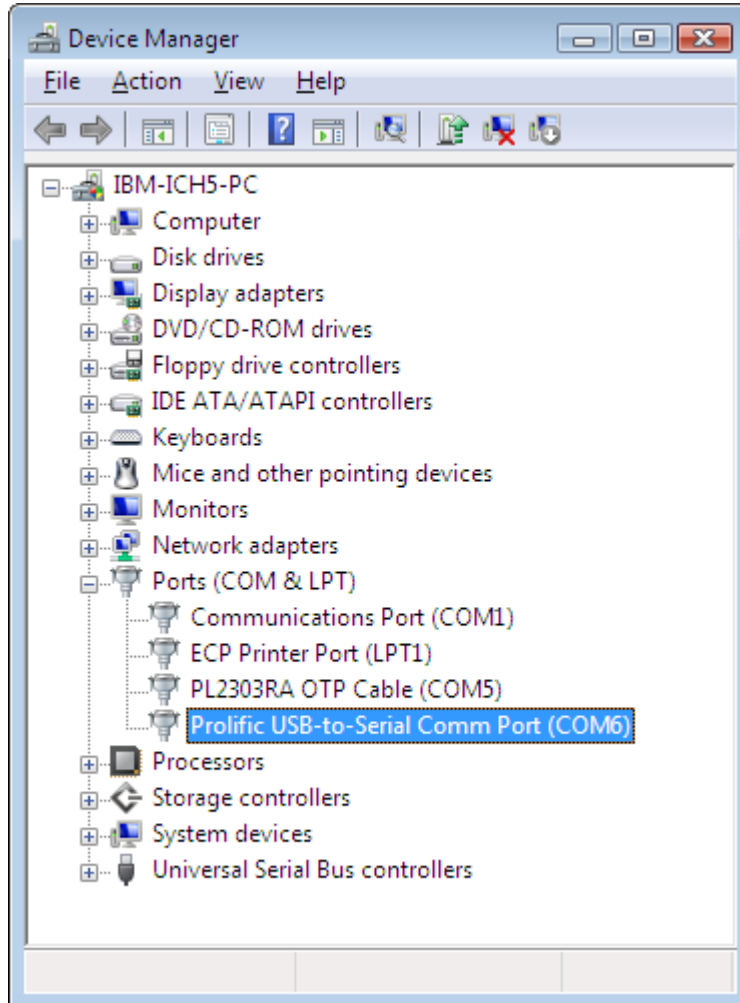 Device Manager
File Action View Help
IBM-ICH5-PC
Computer
Disk drives
Display adapters
DVD/CD-ROM drives
Floppy drive controllers
IDE ATA/ATAPI controllers
Keyboards
Mice and other pointing devices
Monitors
Network adapters
Ports (COM & LPT)
Communications Port (COM1)
ECP Printer Port (LPT1)
PL2303RA OTP Cable (COM5)
Prolific USB-to-Serial Comm Port (COM6)
Processors
Storage controllers
System devices
Universal Serial Bus controllers